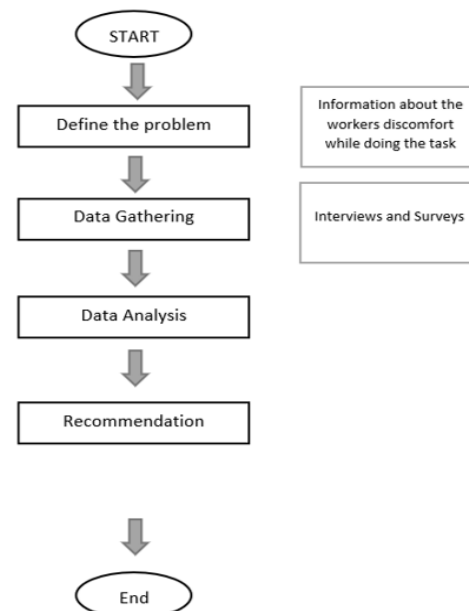 START
Define the problem
Information about the
workers discomfort
while doing the task
Data Gathering
Interviews and Surveys
Data Analysis
Recommendation
End